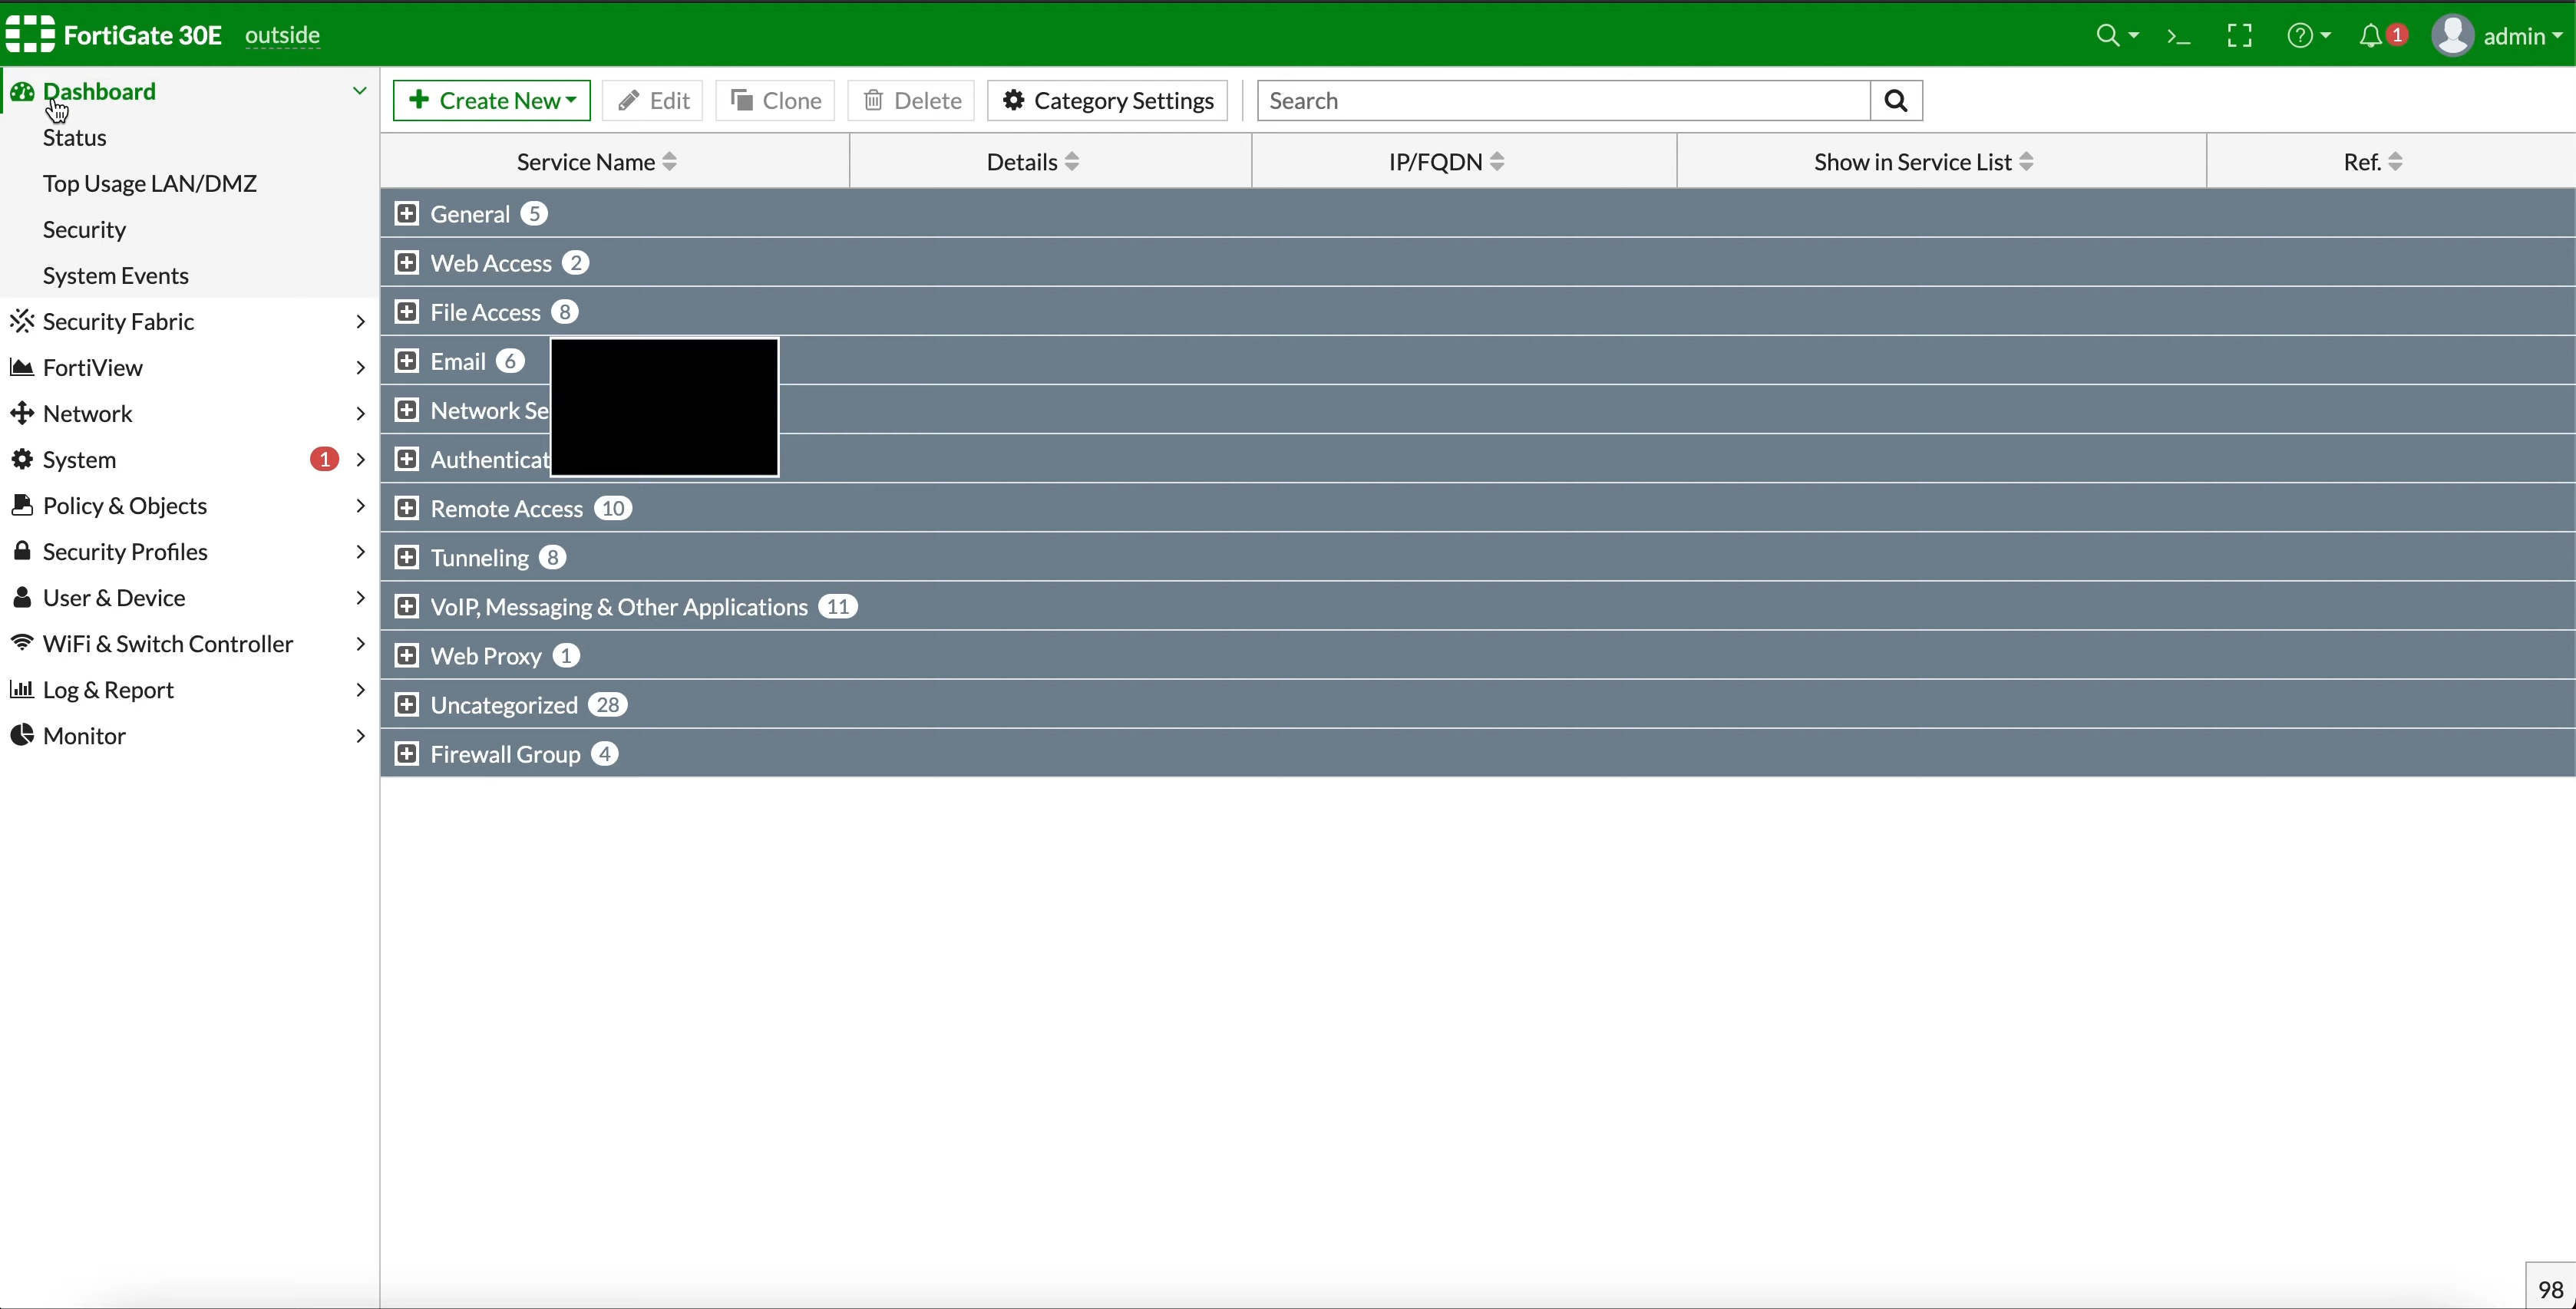 FortiGate 30E outside
1 admin
Dashboard
Status
Top Usage LAN/DMZ
Security
System Events
Security Fabric
FortiView
Network
System 1
Policy & Objects
Security Profiles
User & Device
WiFi & Switch Controller
Log & Report
Monitor
Create New Edit Clone Delete Category Settings Search
Service Name Details IP/FQDN Show in Service List Ref.
General 5
Web Access 2
File Access 8
Email 6
Network
Remote Access 10
Tunneling 8
VoIP, Messaging & Other Applications 11
Web Proxy 1
Uncategorized 28
Firewall Group 4
98